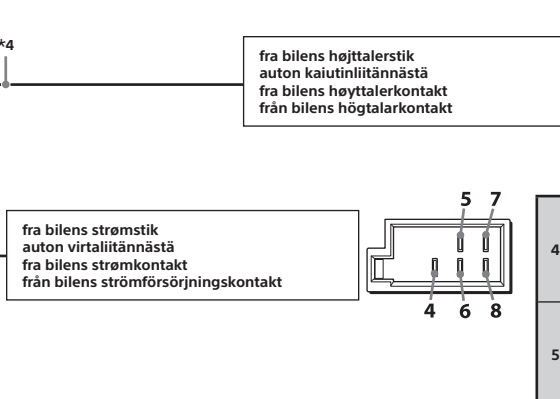 *4
fra bilens højttalerstik
auton kaiutinliitännästä
fra bilens høyttalerkontakt
från bilens högtalarkontakt
5 7
fra bilens strømstik
auton virtaliitännästä
fra bilens strømkontakt
från bilens strömförsörjningskontakt
4 6 8
4
5